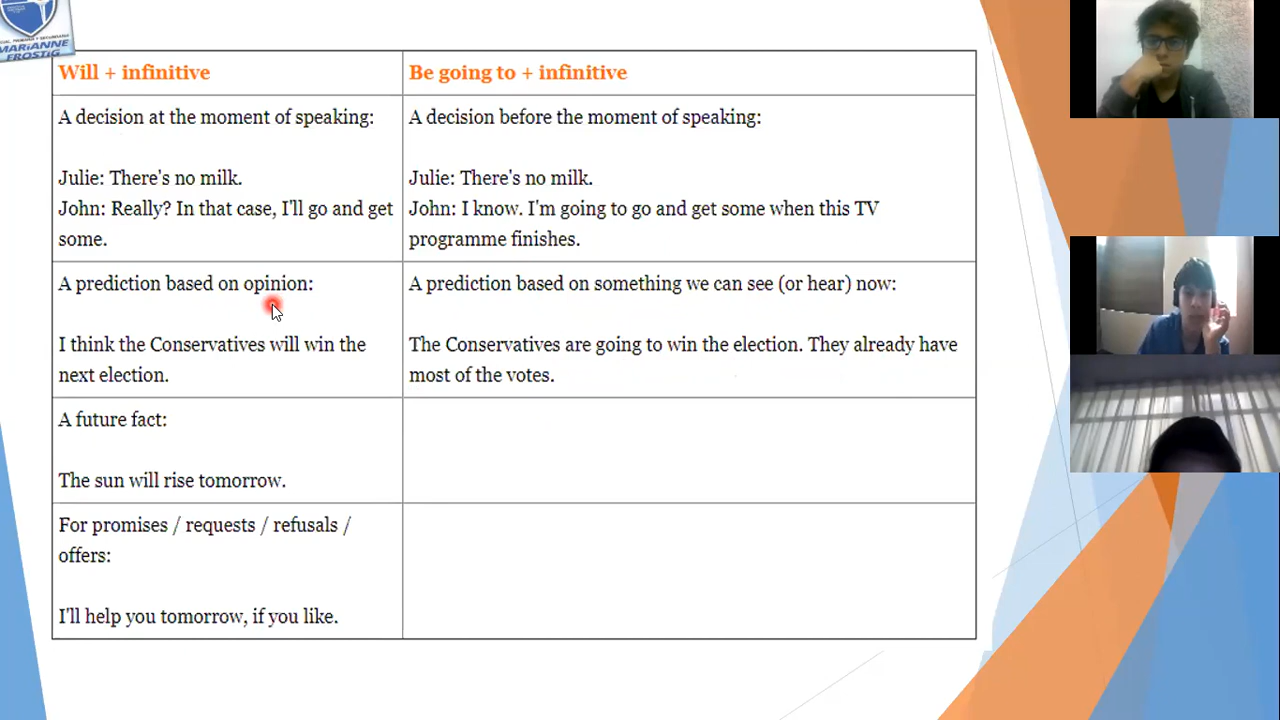 MARIANNE
FROSTIG
Will + infinitive
Be going to + infinitive
A decision at the moment of speaking:
Julie: There's no milk.
John: Really? In that case, I'll go and get
some.
A decision before the moment of speaking:
Julie: There's no milk.
John: I know. I'm going to go and get some when this TV
programme finishes.
A prediction based on opinion:
I think the Conservatives will win the
next election.
A prediction based on something we can see (or hear) now:
The Conservatives are going to win the election. They already have
most of the votes.
A future fact:
The sun will rise tomorrow.
For promises / requests / refusals /
offers:
I'll help you tomorrow, if you like.